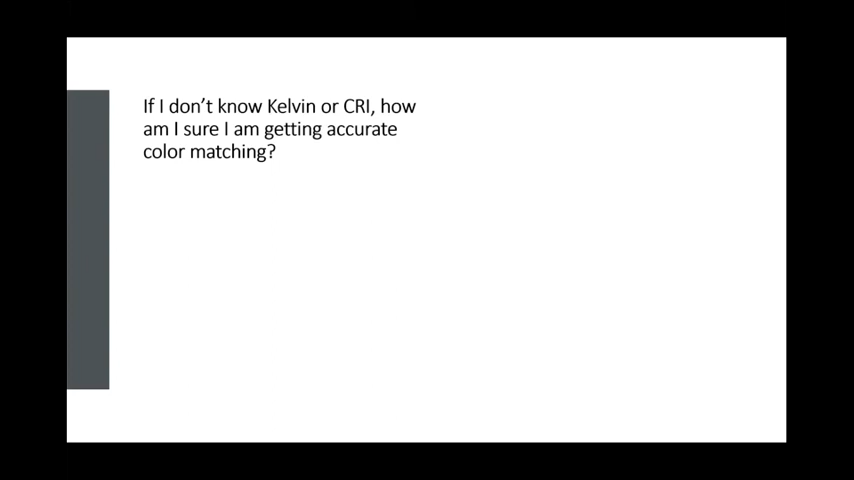 If I don’t know Kelvin or CRI, how
am I sure I am getting accurate
color matching?